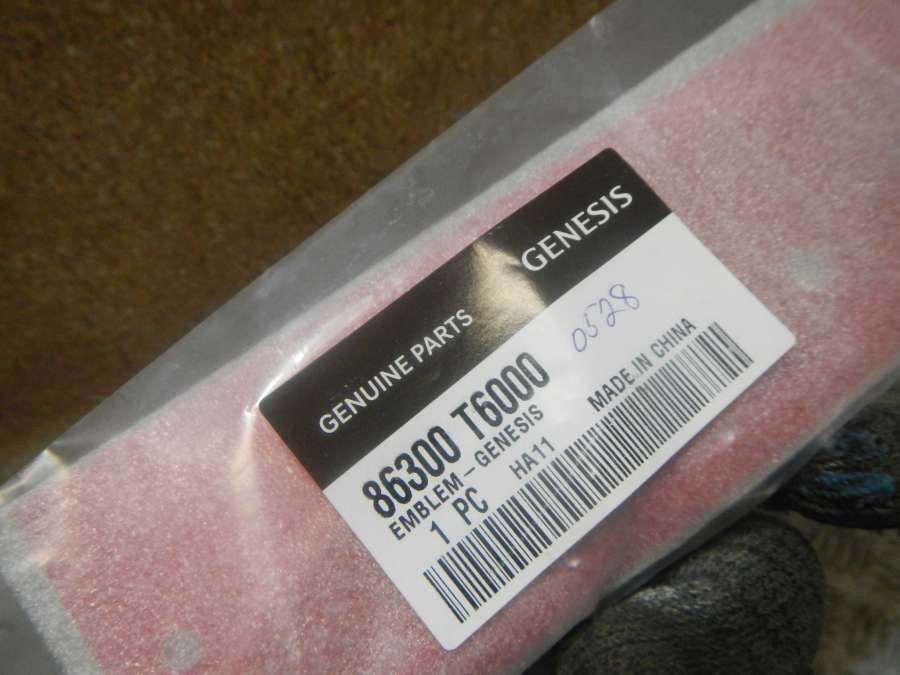 GENUINE PARTS GENESIS
86300 T6000 0528
EMBLEM-GENESIS
1 PC HA11 MADE.IN CHINA